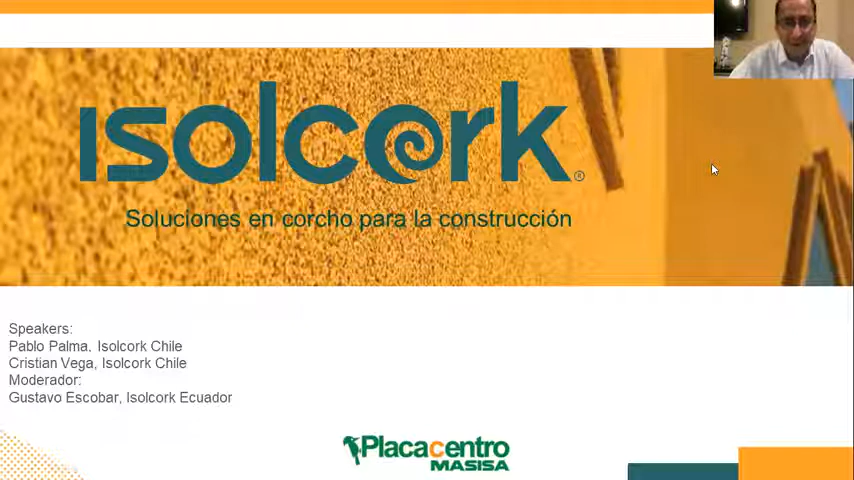 ısolcork®
Soluciones en corcho para la construcción
Speakers:
Pablo Palma, Isolcork Chile
Cristian Vega, Isolcork Chile
Moderador:
Gustavo Escobar, Isolcork Ecuador
Placacentro
MASISA